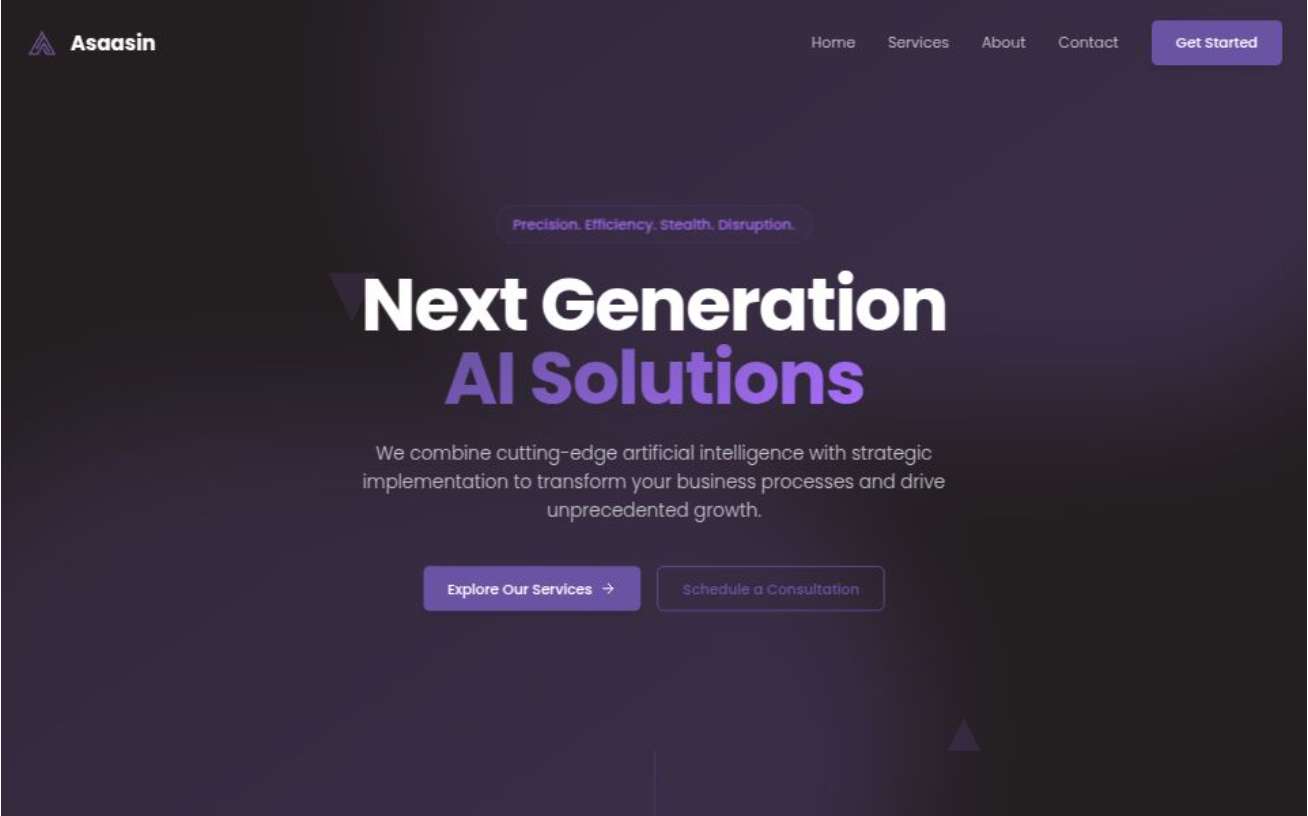 Asaasin
Home
Services
About
Contact
Get Started
Precision. Efficiency. Stealth. Disruption.
Next Generation
AI Solutions
We combine cutting-edge artificial intelligence with strategic
implementation to transform your business processes and drive
unprecedented growth.
Explore Our Services →
Schedule a Consultation